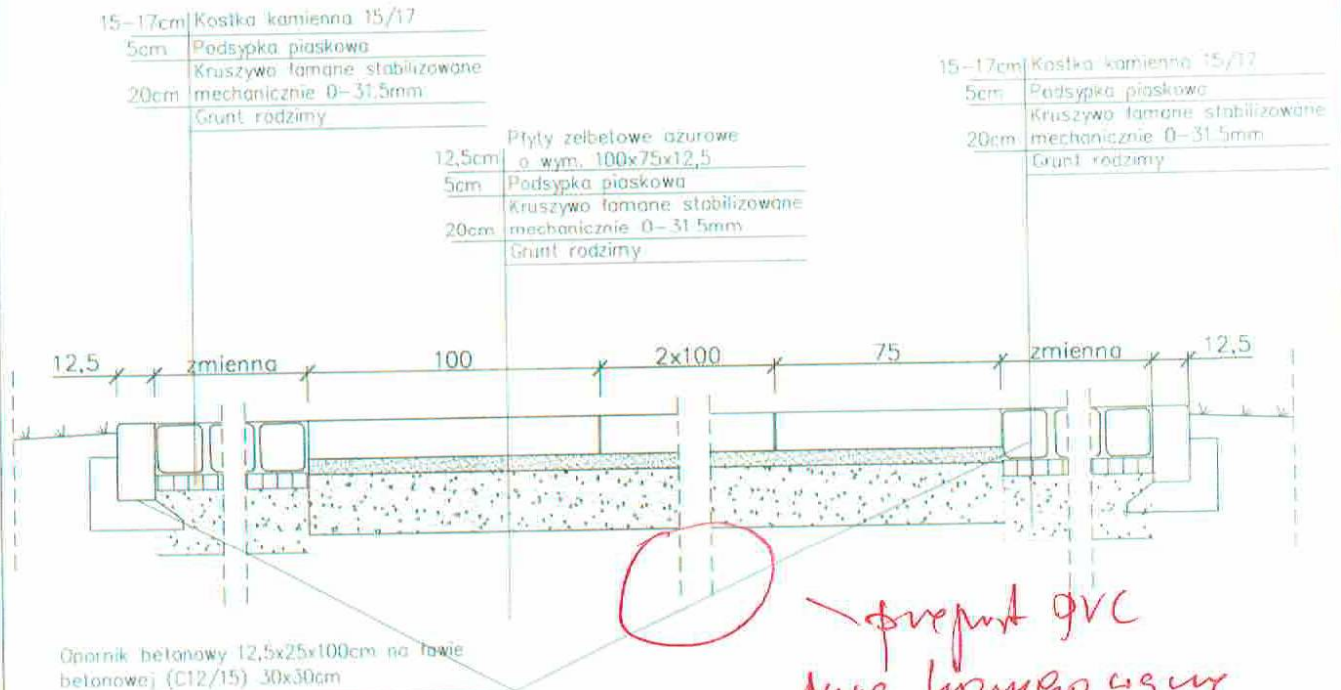 15-17cm Kostka kamienna 15/17
5cm Podsypka piaskowa
Kruszywo łamane stabilizowane
20cm mechanicznie 0-31.5mm
Grunt rodzimy
15-17cm Kostka kamienna 15/17
5cm Podsypka piaskowa
Kruszywo łamane stabilizowane
20cm mechanicznie 0-31.5mm
Grunt rodzimy
Płyty żelbetowe ażurowe
12,5cm o wym. 100x75x12,5
5cm Podsypka piaskowa
Kruszywo łamane stabilizowane
20cm mechanicznie 0-31.5mm
Grunt rodzimy
12,5 zmienna 100 2x100 75 zmienna 12,5
przepust PVC
Opornik betonowy 12,5x25x100cm na ławie
betonowej (C12/15) 30x30cm